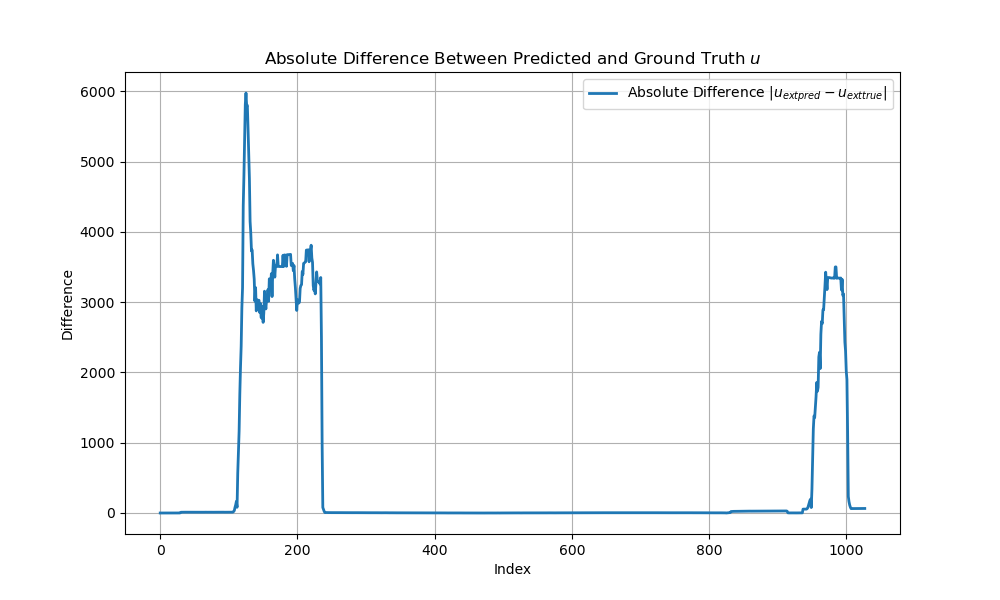 Absolute Difference Between Predicted and Ground Truth u
Absolute Difference |u_extpred − u_exttrue|
6000
5000
4000
3000
2000
1000
0
Difference
0 200 400 600 800 1000
Index